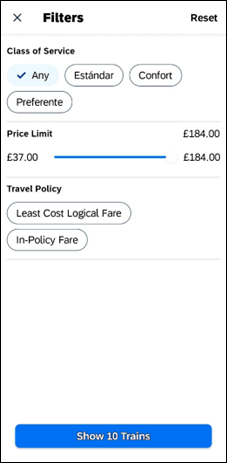 Filters Reset
Class of Service
Any Estándar Confort
Preferente
Price Limit £184.00
£37.00 £184.00
Travel Policy
Least Cost Logical Fare
In-Policy Fare
Show 10 Trains